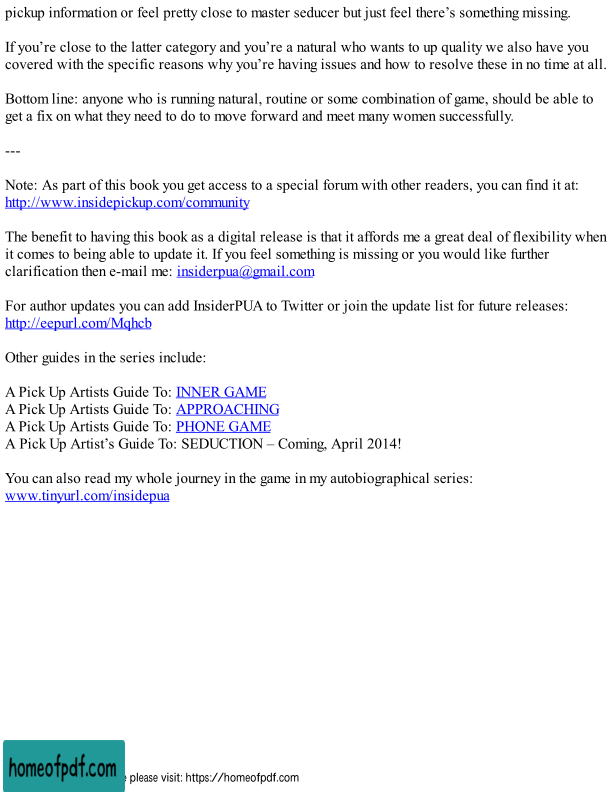 pickup information or feel pretty close to master seducer but just feel there’s something missing.
If you’re close to the latter category and you’re a natural who wants to up quality we also have you
covered with the specific reasons why you’re having issues and how to resolve these in no time at all.
Bottom line: anyone who is running natural, routine or some combination of game, should be able to
get a fix on what they need to do to move forward and meet many women successfully.
---
Note: As part of this book you get access to a special forum with other readers, you can find it at:
http://www.insidepickup.com/community
The benefit to having this book as a digital release is that it affords me a great deal of flexibility when
it comes to being able to update it. If you feel something is missing or you would like further
clarification then e-mail me: insiderpua@gmail.com
For author updates you can add InsiderPUA to Twitter or join the update list for future releases:
http://eepurl.com/Mqhcb
Other guides in the series include:
A Pick Up Artists Guide To: INNER GAME
A Pick Up Artists Guide To: APPROACHING
A Pick Up Artists Guide To: PHONE GAME
A Pick Up Artist’s Guide To: SEDUCTION – Coming, April 2014!
You can also read my whole journey in the game in my autobiographical series:
www.tinyurl.com/insidepua
homeofpdf.com
please visit: https://homeofpdf.com